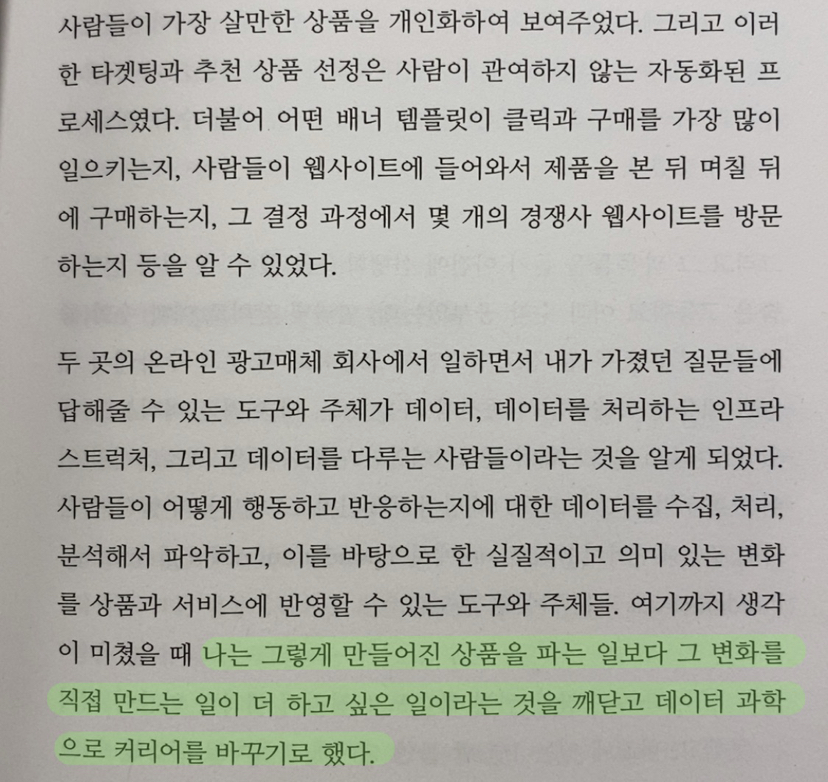 사람들이 가장 살만한 상품을 개인화하여 보여주었다. 그리고 이러
한 타겟팅과 추천 상품 선정은 사람이 관여하지 않는 자동화된 프
로세스였다. 더불어 어떤 배너 템플릿이 클릭과 구매를 가장 많이
일으키는지, 사람들이 웹사이트에 들어와서 제품을 본 뒤 며칠 뒤
에 구매하는지, 그 결정 과정에서 몇 개의 경쟁사 웹사이트를 방문
하는지 등을 알 수 있었다.
두 곳의 온라인 광고매체 회사에서 일하면서 내가 가졌던 질문들에
답해줄 수 있는 도구와 주체가 데이터, 데이터를 처리하는 인프라
스트럭처, 그리고 데이터를 다루는 사람들이라는 것을 알게 되었다.
사람들이 어떻게 행동하고 반응하는지에 대한 데이터를 수집, 처리,
분석해서 파악하고, 이를 바탕으로 한 실질적이고 의미 있는 변화
를 상품과 서비스에 반영할 수 있는 도구와 주체들. 여기까지 생각
이 미쳤을 때 나는 그렇게 만들어진 상품을 파는 일보다 그 변화를
직접 만드는 일이 더 하고 싶은 일이라는 것을 깨닫고 데이터 과학
으로 커리어를 바꾸기로 했다.